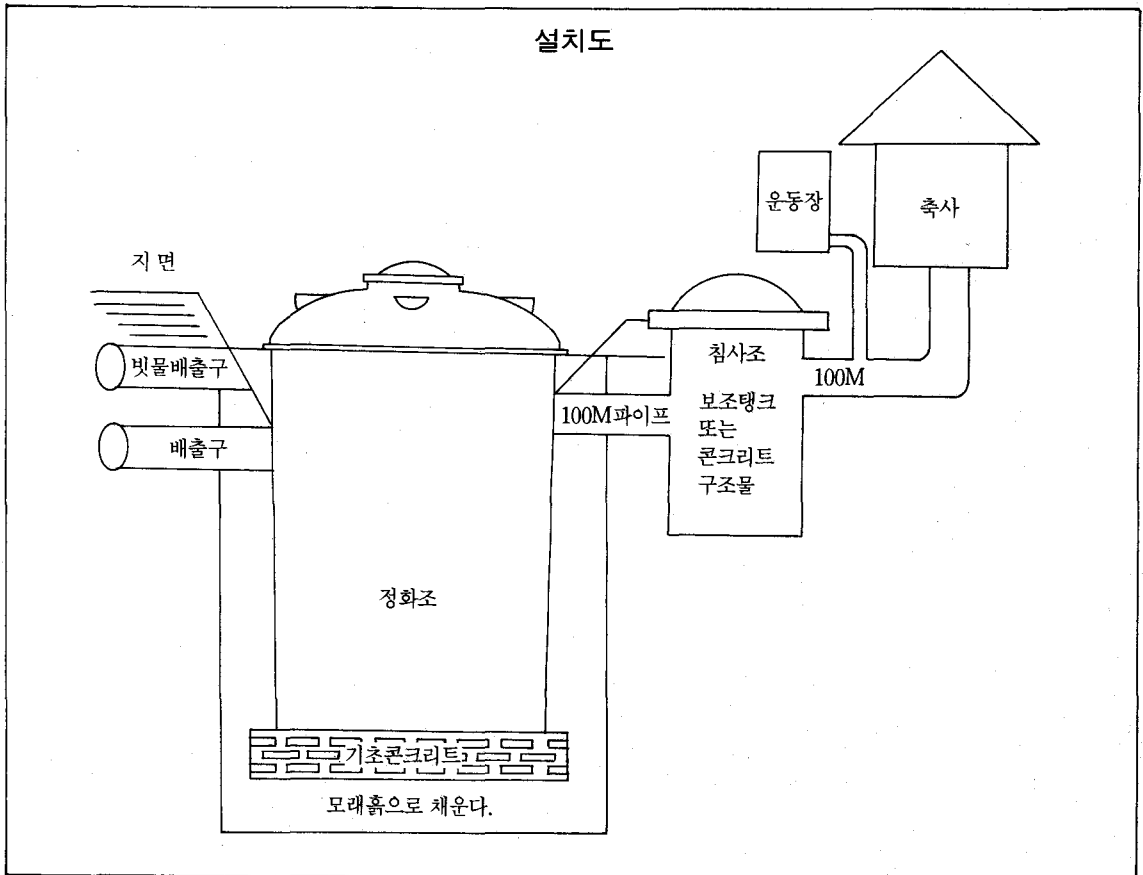 설치도
운동장
축사
지면
빗물배출구
배출구
100M파이프
침사조
보조탱크
또는
콘크리트
구조물
100M
정화조
기초콘크리트
모래흙으로 채운다.